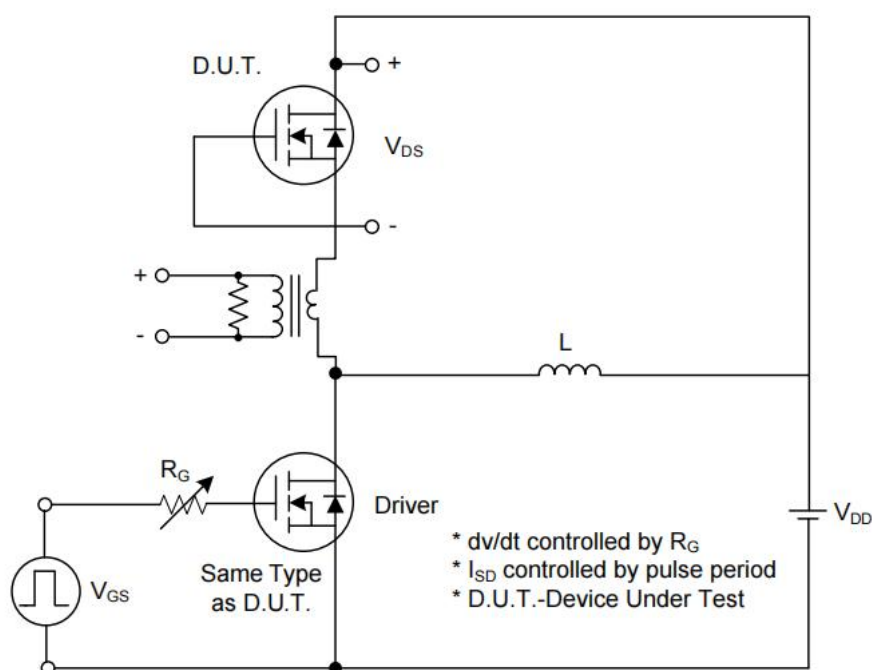 D.U.T.
+
V_DS
-
+
-
L
R_G
Driver
V_DD
V_GS
Same Type
as D.U.T.
* dv/dt controlled by R_G
* I_SD controlled by pulse period
* D.U.T.-Device Under Test